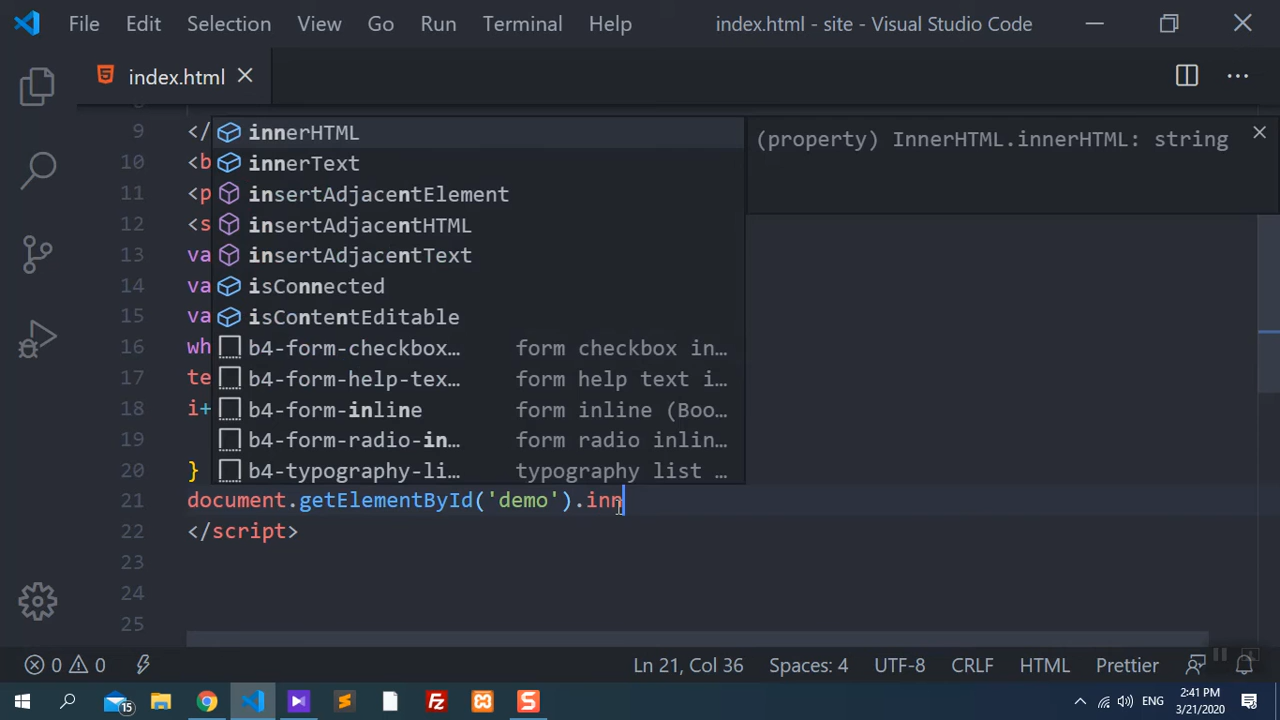 File Edit Selection View Go Run Terminal Help index.html - site - Visual Studio Code
index.html
9 </
10 <b
11 <p
12 <s
13 va
14 va
15 va
16 wh
17 te
18 i+
19
20 }
21 document.getElementById('demo').inn
22 </script>
23
24
25
innerHTML
innerText
insertAdjacentElement
insertAdjacentHTML
insertAdjacentText
isConnected
isContentEditable
b4-form-checkbox… form checkbox in…
b4-form-help-tex… form help text i…
b4-form-inline form inline (Boo…
b4-form-radio-in… form radio inlin…
b4-typography-li… typography list …
(property) InnerHTML.innerHTML: string
0 0 Ln 21, Col 36 Spaces: 4 UTF-8 CRLF HTML Prettier
15 ENG 2:41 PM
3/21/2020